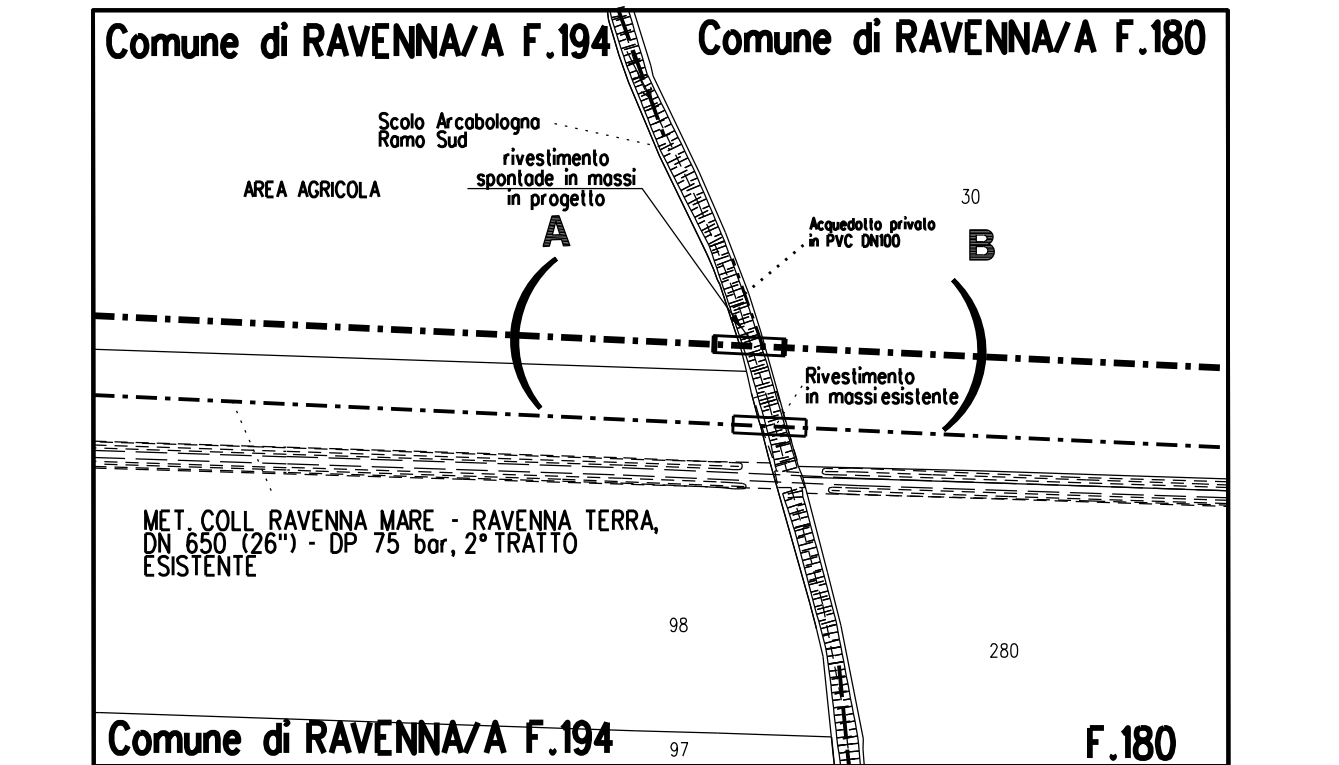 Comune di RAVENNA/A F.194
Comune di RAVENNA/A F.180
Scolo Arcabologna
Ramo Sud
rivestimento
spontade in massi
in progetto
AREA AGRICOLA
A
30
Acquedotto privato
in PVC DN100
B
Rivestimento
in massi esistente
MET. COLL RAVENNA MARE - RAVENNA TERRA,
DN 650 (26") - DP 75 bar, 2° TRATTO
ESISTENTE
98
280
Comune di RAVENNA/A F.194
97
F.180